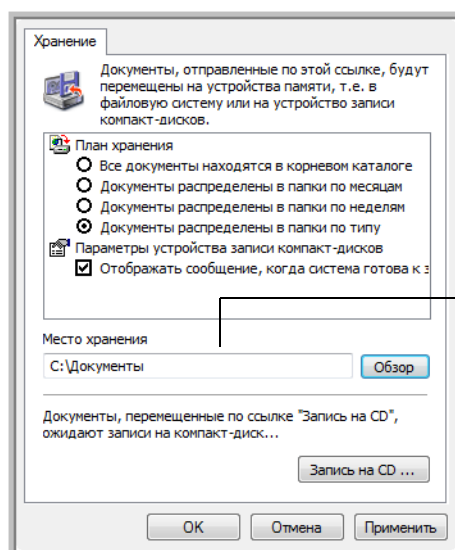 Хранение
Документы, отправленные по этой ссылке, будут
перемещены на устройства памяти, т.е. в
файловую систему или на устройство записи
компакт-дисков.
План хранения
Все документы находятся в корневом каталоге
Документы распределены в папки по месяцам
Документы распределены в папки по неделям
Документы распределены в папки по типу
Параметры устройства записи компакт-дисков
Отображать сообщение, когда система готова к з
Место хранения
C:\Документы
Обзор
Документы, перемещенные по ссылке "Запись на CD",
ожидают записи на компакт-диск...
Запись на CD ...
OK
Отмена
Применить